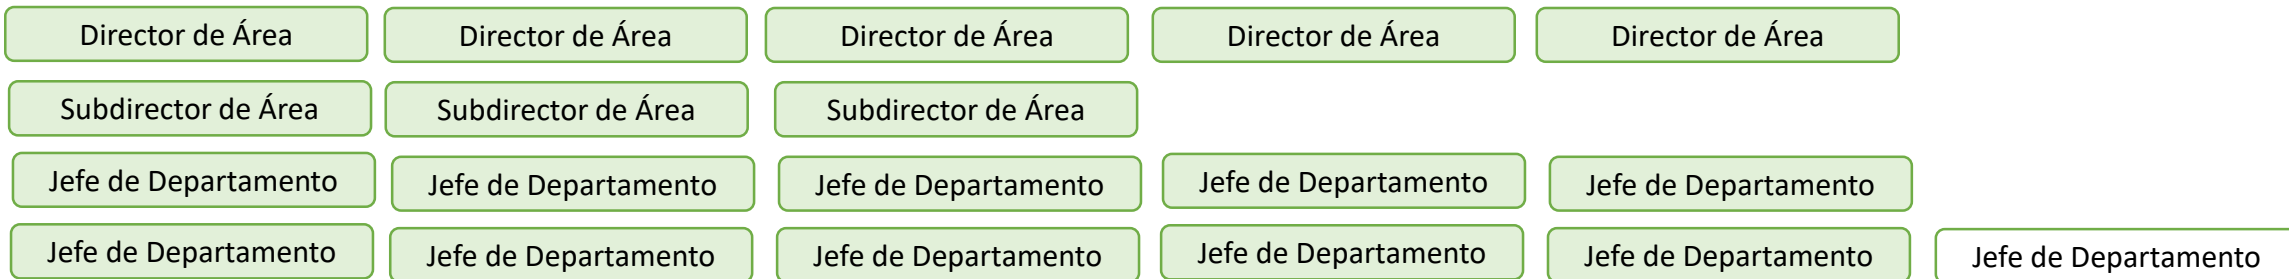 Director de Área Director de Área Director de Área Director de Área Director de Área
Subdirector de Área Subdirector de Área Subdirector de Área
Jefe de Departamento Jefe de Departamento Jefe de Departamento Jefe de Departamento Jefe de Departamento
Jefe de Departamento Jefe de Departamento Jefe de Departamento Jefe de Departamento Jefe de Departamento Jefe de Departamento